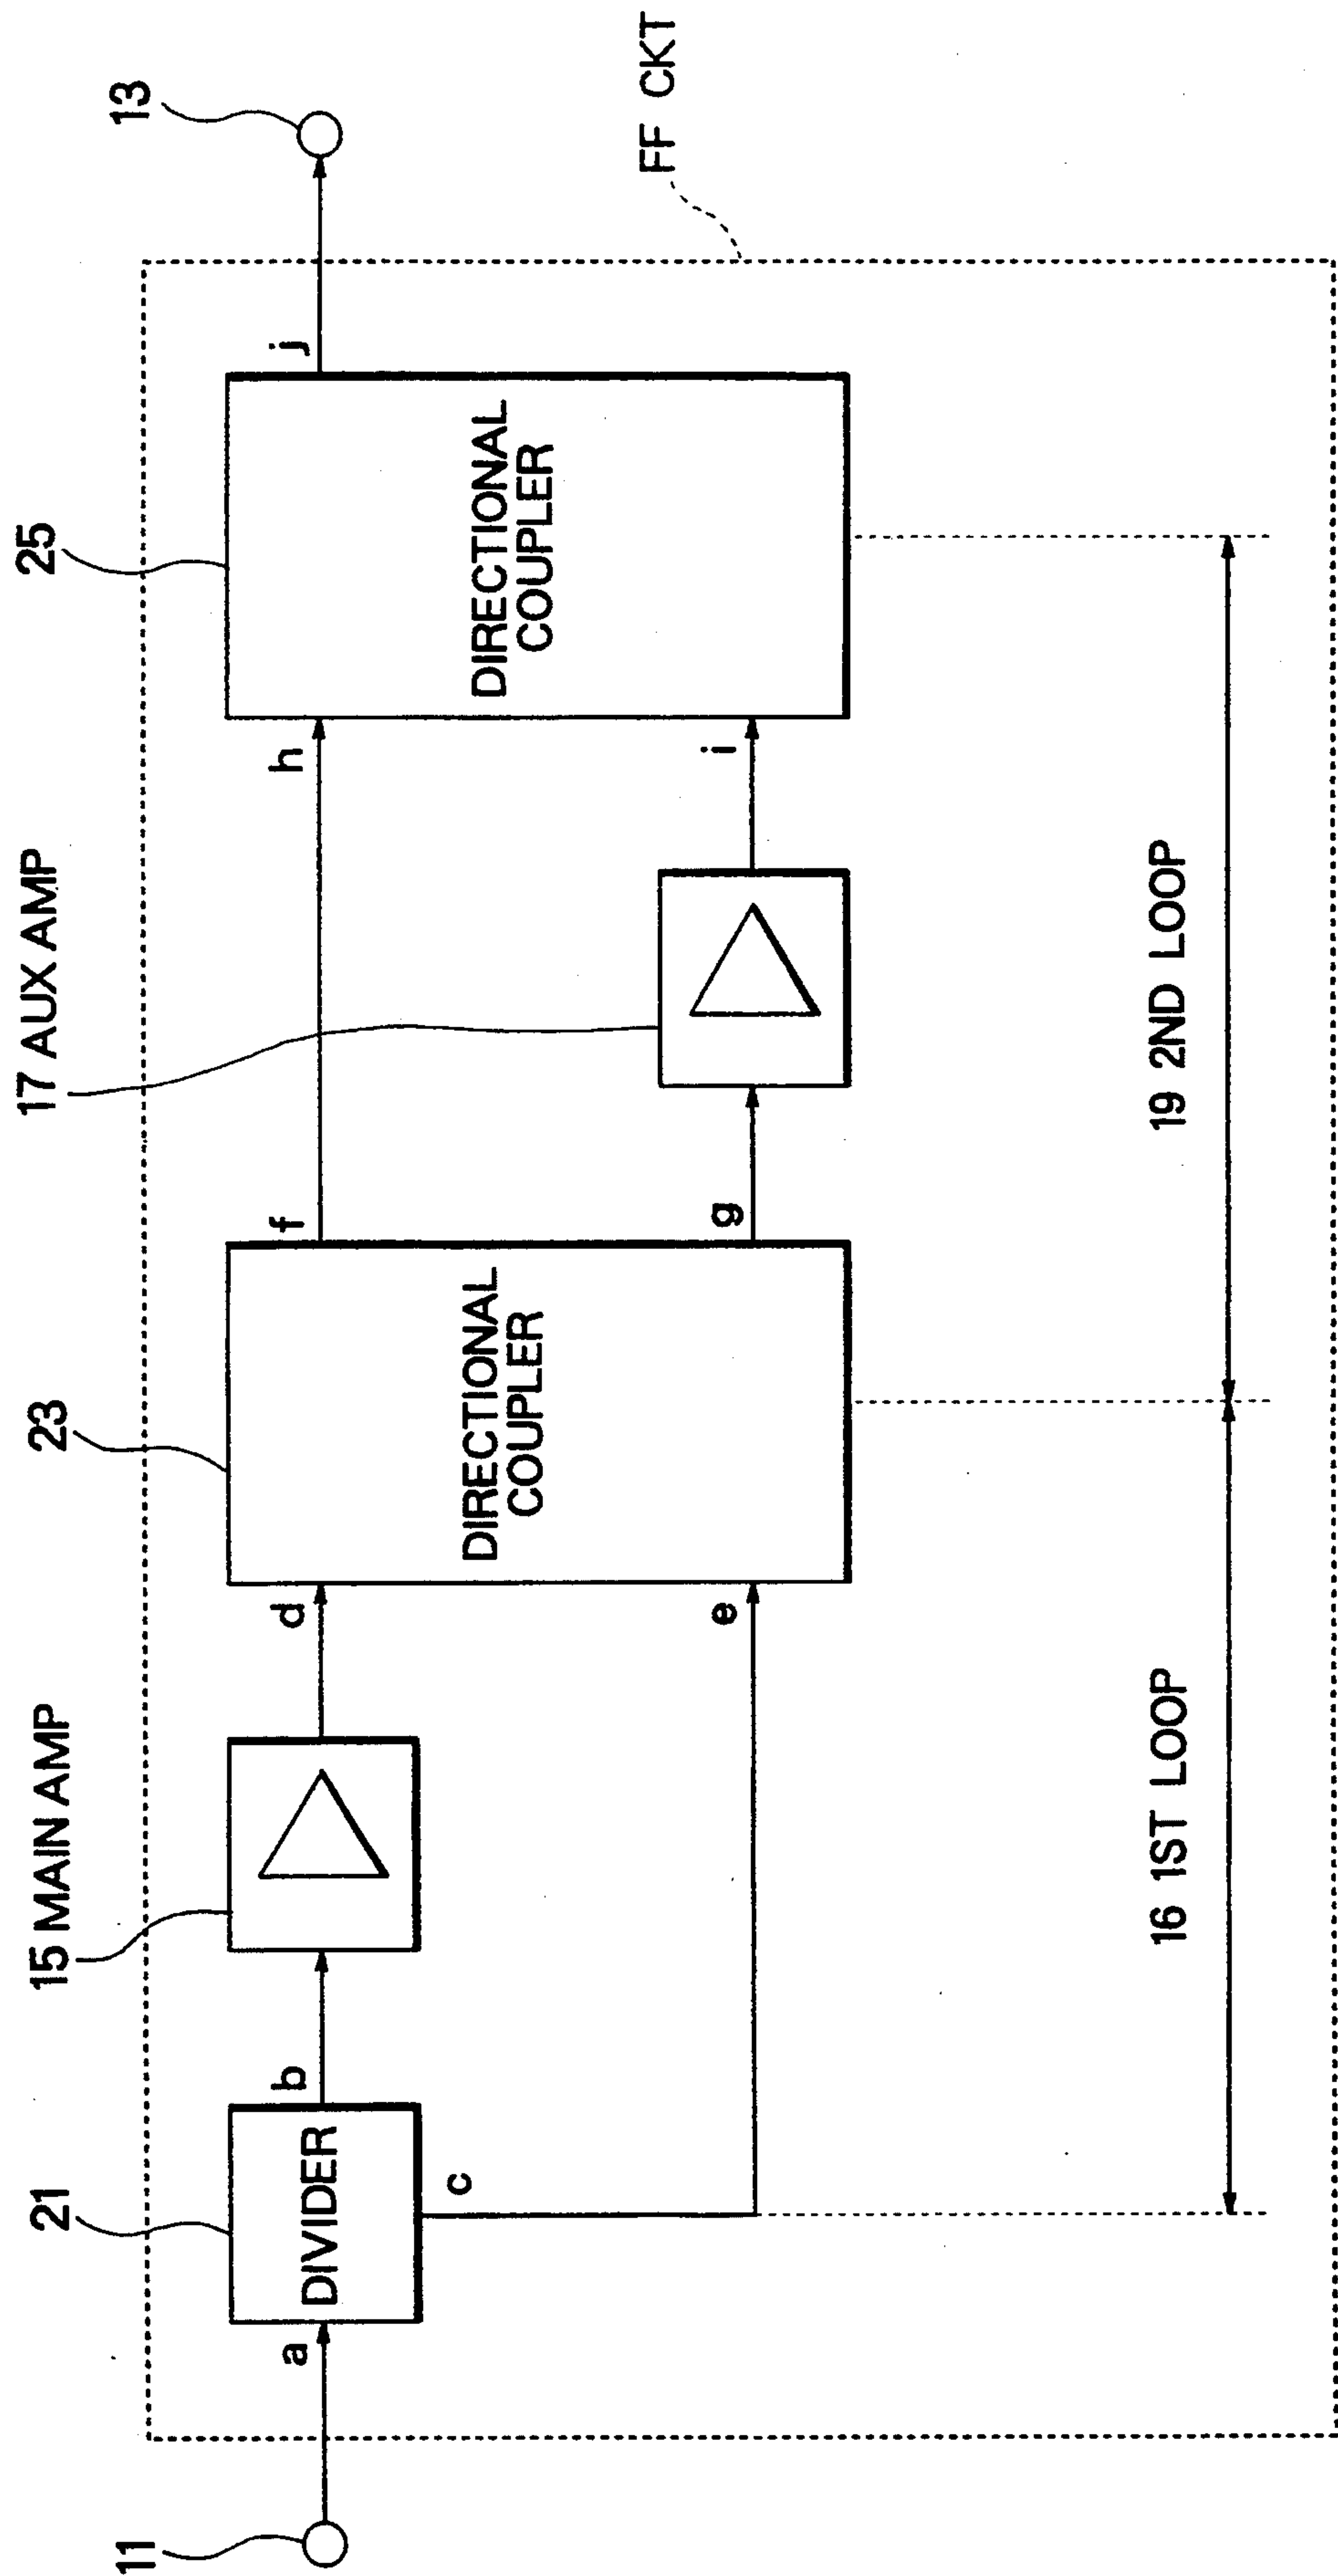 11
13
21
15 MAIN AMP
23
17 AUX AMP
25
a
DIVIDER
b
c
d
e
DIRECTIONAL
COUPLER
f
g
h
i
DIRECTIONAL
COUPLER
j
FF CKT
16 1ST LOOP
19 2ND LOOP